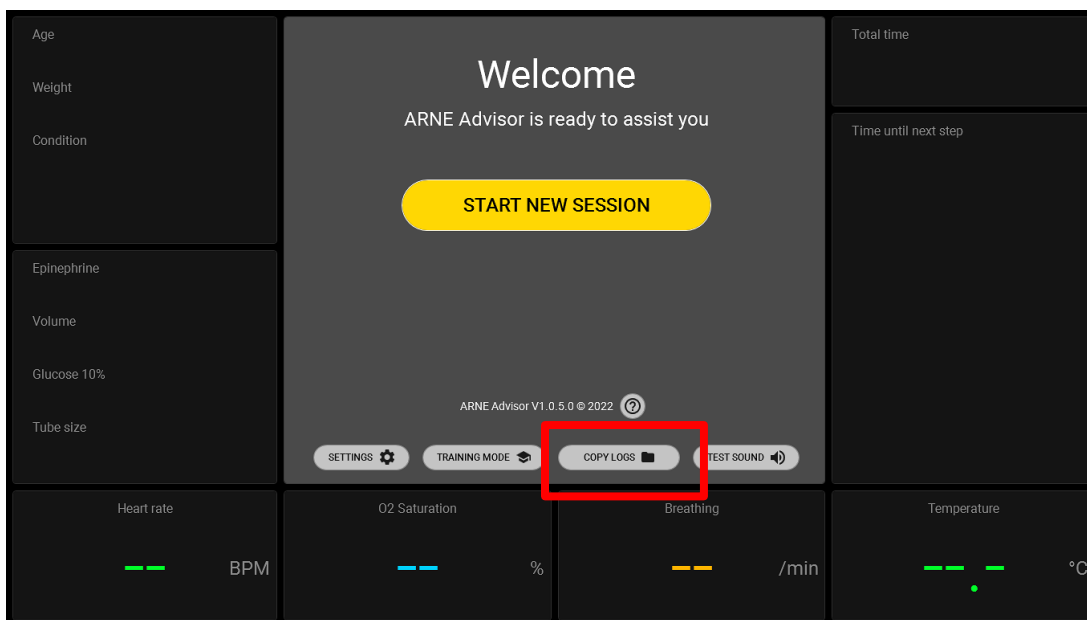 Age
Weight
Condition
Welcome
ARNE Advisor is ready to assist you
START NEW SESSION
Total time
Time until next step
Epinephrine
Volume
Glucose 10%
Tube size
ARNE Advisor V1.0.5.0 © 2022 ?
SETTINGS
TRAINING MODE
COPY LOGS
TEST SOUND
Heart rate
-- BPM
O2 Saturation
-- %
Breathing
-- /min
Temperature
--.- °C